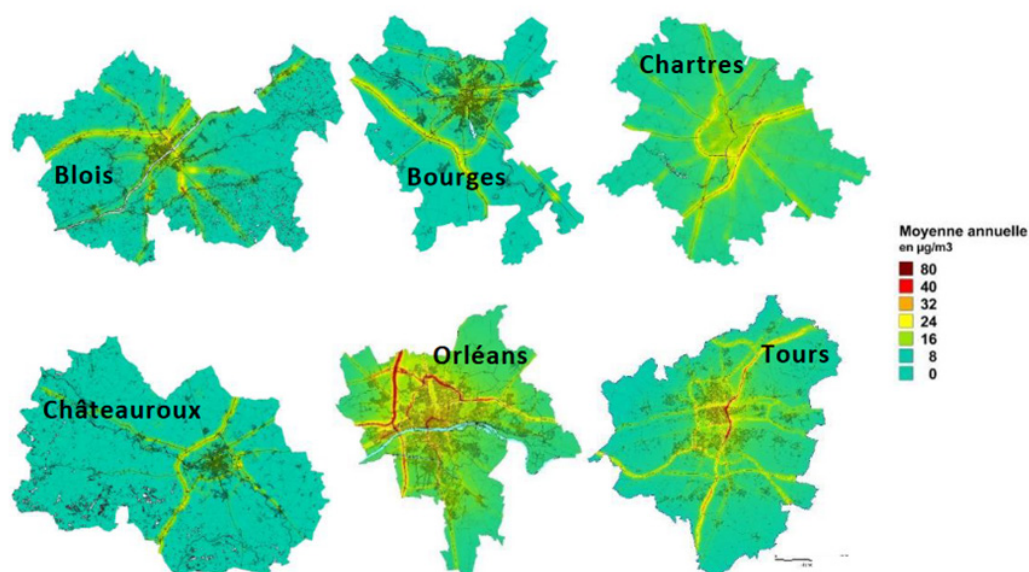 Chartres
Blois
Bourges
Moyenne annuelle
en µg/m3
80
40
32
24
16
8
0
Orléans
Tours
Châteauroux